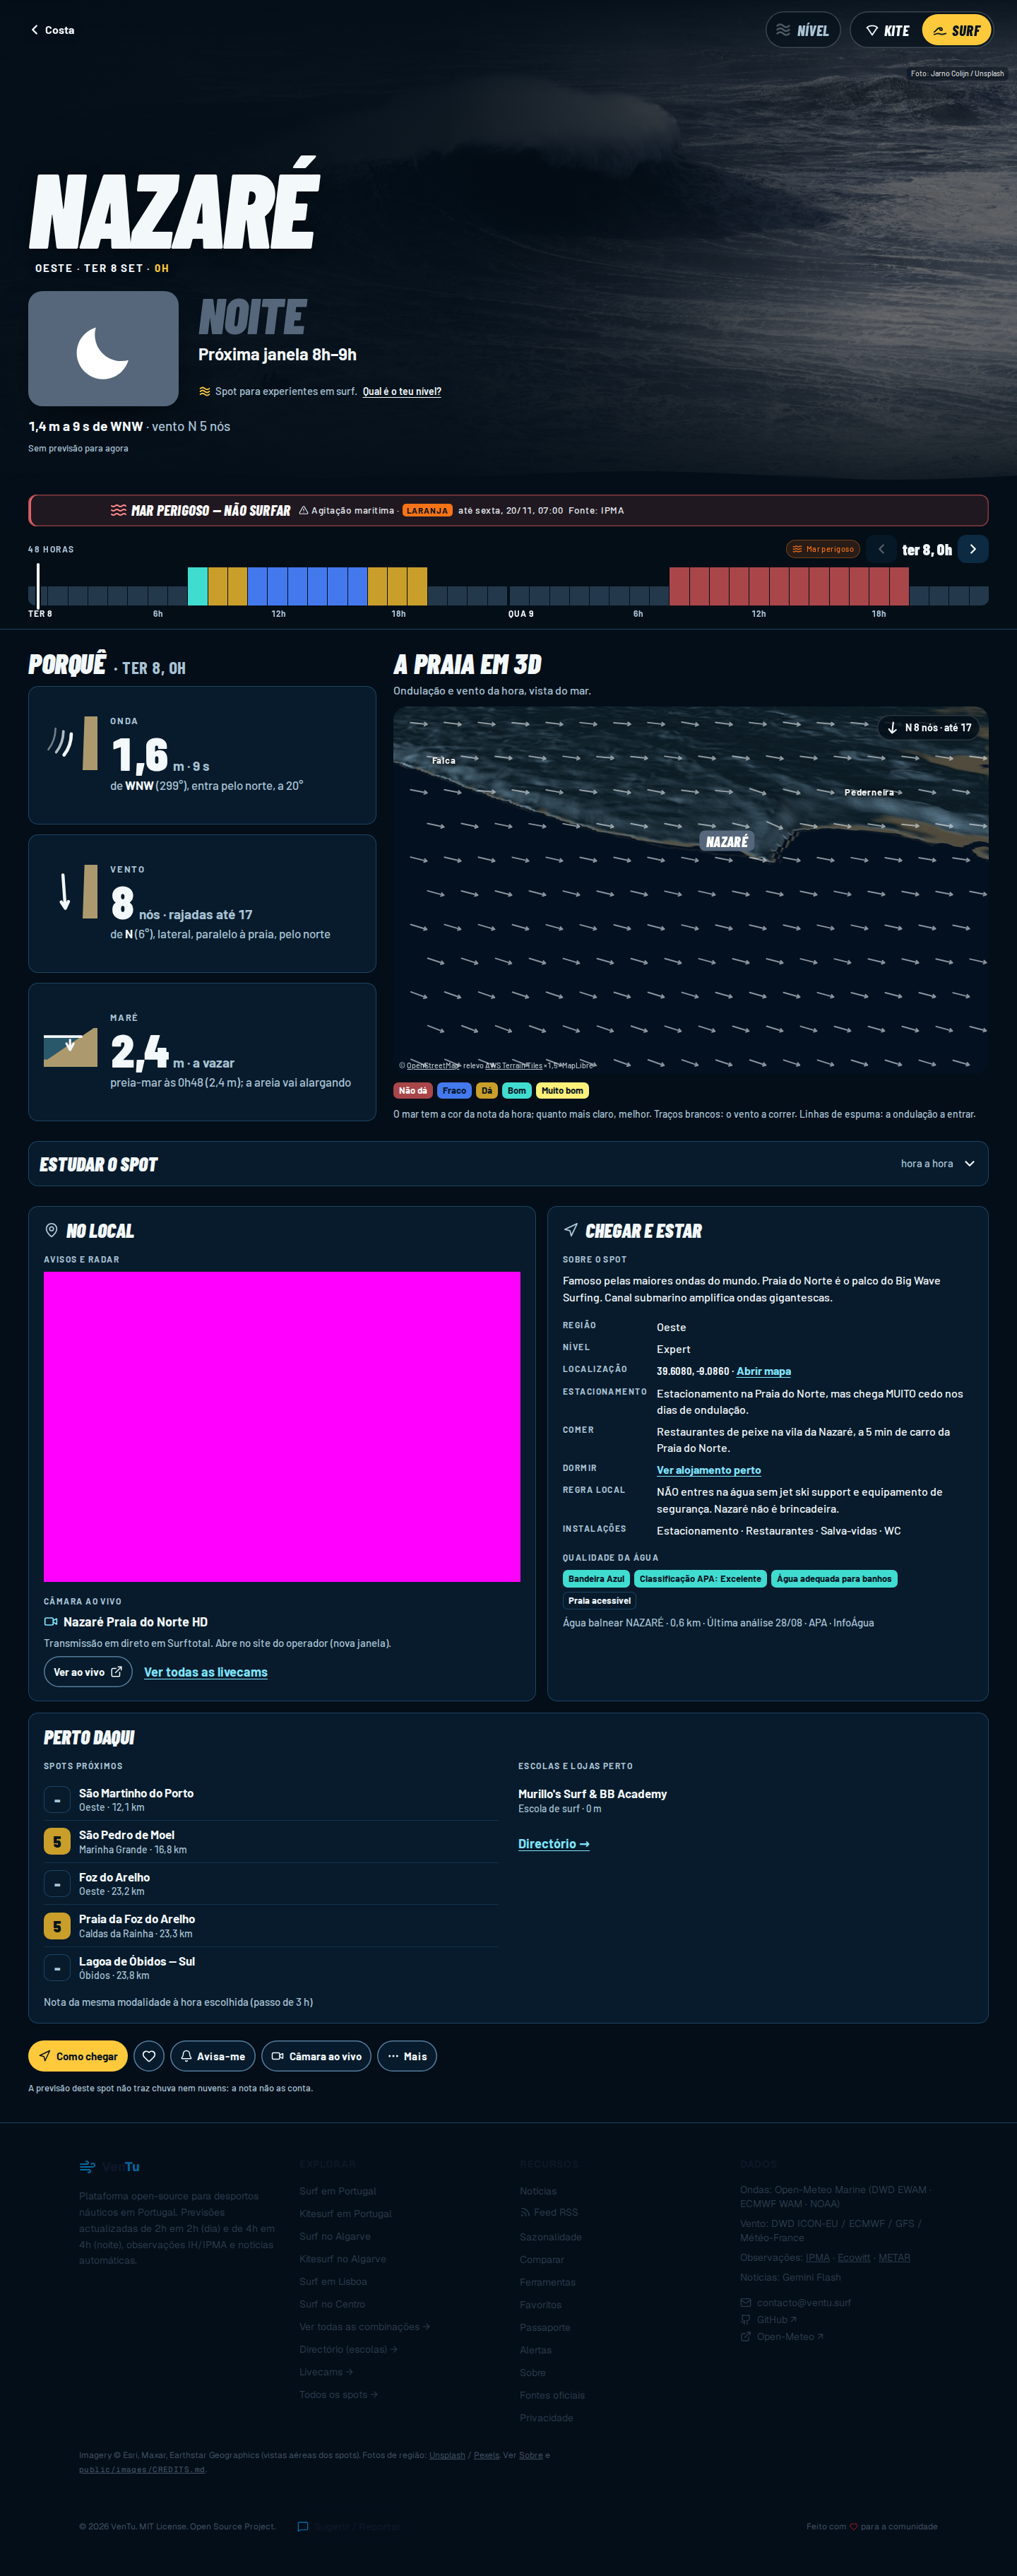 Costa
NÍVEL
KITE
SURF
Foto: Jarno Colijn / Unsplash
NAZARÉ
OESTE · TER 8 SET · 0H
NOITE
Próxima janela 8h–9h
Spot para experientes em surf. Qual é o teu nível?
1,4 m a 9 s de WNW · vento N 5 nós
Sem previsão para agora
MAR PERIGOSO — NÃO SURFAR Agitação marítima · LARANJA até sexta, 20/11, 07:00 Fonte: IPMA
48 HORAS
Mar perigoso
ter 8, 0h
TER 8 6h 12h 18h QUA 9 6h 12h 18h
PORQUÊ · TER 8, 0H
ONDA
1,6 m · 9 s
de WNW (299°), entra pelo norte, a 20°
VENTO
8 nós · rajadas até 17
de N (6°), lateral, paralelo à praia, pelo norte
MARÉ
2,4 m · a vazar
preia-mar às 0h48 (2,4 m); a areia vai alargando
A PRAIA EM 3D
Ondulação e vento da hora, vista do mar.
N 8 nós · até 17
Falca
Pederneira
NAZARÉ
© OpenStreetMap · relevo AWS Terrain Tiles ×1,5 · MapLibre
Não dá Fraco Dá Bom Muito bom
O mar tem a cor da nota da hora; quanto mais claro, melhor. Traços brancos: o vento a correr. Linhas de espuma: a ondulação a entrar.
ESTUDAR O SPOT
hora a hora
NO LOCAL
AVISOS E RADAR
CÂMARA AO VIVO
Nazaré Praia do Norte HD
Transmissão em direto em Surftotal. Abre no site do operador (nova janela).
Ver ao vivo
Ver todas as livecams
CHEGAR E ESTAR
SOBRE O SPOT
Famoso pelas maiores ondas do mundo. Praia do Norte é o palco do Big Wave
Surfing. Canal submarino amplifica ondas gigantescas.
REGIÃO Oeste
NÍVEL Expert
LOCALIZAÇÃO 39.6080, -9.0860 · Abrir mapa
ESTACIONAMENTO Estacionamento na Praia do Norte, mas chega MUITO cedo nos
dias de ondulação.
COMER Restaurantes de peixe na vila da Nazaré, a 5 min de carro da
Praia do Norte.
DORMIR Ver alojamento perto
REGRA LOCAL NÃO entres na água sem jet ski support e equipamento de
segurança. Nazaré não é brincadeira.
INSTALAÇÕES Estacionamento · Restaurantes · Salva-vidas · WC
QUALIDADE DA ÁGUA
Bandeira Azul Classificação APA: Excelente Água adequada para banhos
Praia acessível
Água balnear NAZARÉ · 0,6 km · Última análise 28/08 · APA · InfoÁgua
PERTO DAQUI
SPOTS PRÓXIMOS
- São Martinho do Porto
Oeste · 12,1 km
5 São Pedro de Moel
Marinha Grande · 16,8 km
- Foz do Arelho
Oeste · 23,2 km
5 Praia da Foz do Arelho
Caldas da Rainha · 23,3 km
- Lagoa de Óbidos — Sul
Óbidos · 23,8 km
Nota da mesma modalidade à hora escolhida (passo de 3 h)
ESCOLAS E LOJAS PERTO
Murillo's Surf & BB Academy
Escola de surf · 0 m
Directório →
Como chegar
Avisa-me
Câmara ao vivo
Mais
A previsão deste spot não traz chuva nem nuvens: a nota não as conta.
VenTu
Plataforma open-source para desportos
náuticos em Portugal. Previsões
actualizadas de 2h em 2h (dia) e de 4h em
4h (noite), observações IH/IPMA e notícias
automáticas.
EXPLORAR
Surf em Portugal
Kitesurf em Portugal
Surf no Algarve
Kitesurf no Algarve
Surf em Lisboa
Surf no Centro
Ver todas as combinações →
Directório (escolas) →
Livecams →
Todos os spots →
RECURSOS
Notícias
Feed RSS
Sazonalidade
Comparar
Ferramentas
Favoritos
Passaporte
Alertas
Sobre
Fontes oficiais
Privacidade
DADOS
Ondas: Open-Meteo Marine (DWD EWAM ·
ECMWF WAM · NOAA)
Vento: DWD ICON-EU / ECMWF / GFS /
Météo-France
Observações: IPMA · Ecowitt · METAR
Notícias: Gemini Flash
contacto@ventu.surf
GitHub ↗
Open-Meteo ↗
Imagery © Esri, Maxar, Earthstar Geographics (vistas aéreas dos spots). Fotos de região: Unsplash / Pexels. Ver Sobre e
public/images/CREDITS.md.
© 2026 VenTu. MIT License. Open Source Project.
Sugerir / Reportar
Feito com ♡ para a comunidade